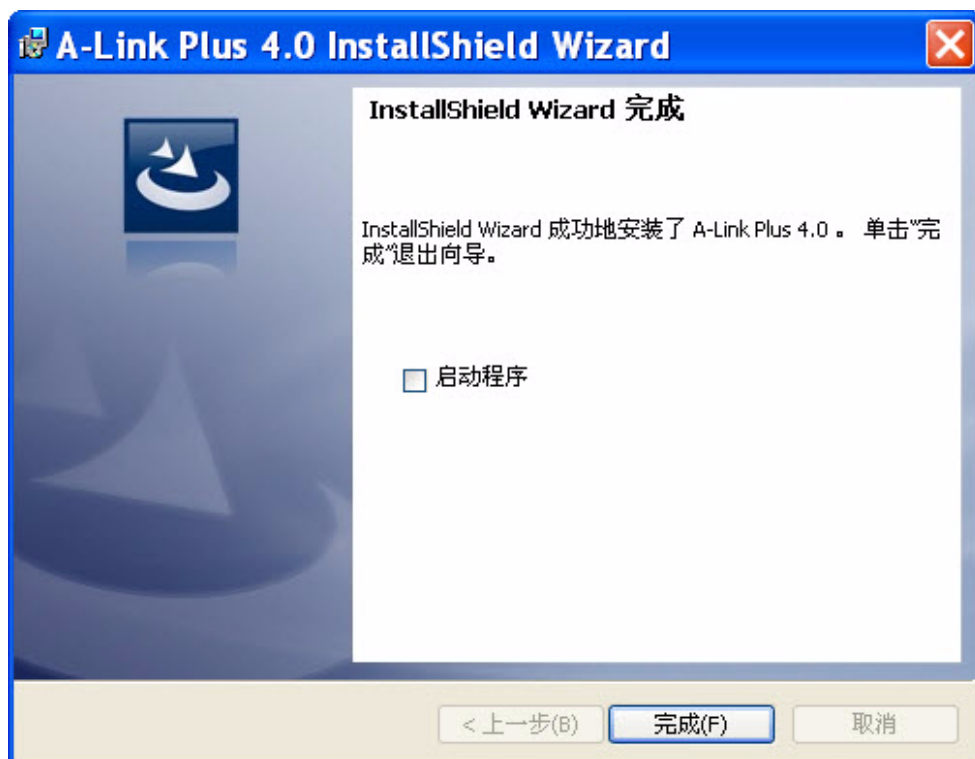 A-Link Plus 4.0 InstallShield Wizard
InstallShield Wizard 完成
InstallShield Wizard 成功地安装了 A-Link Plus 4.0 。 单击“完
成”退出向导。
启动程序
< 上一步(B)
完成(F)
取消